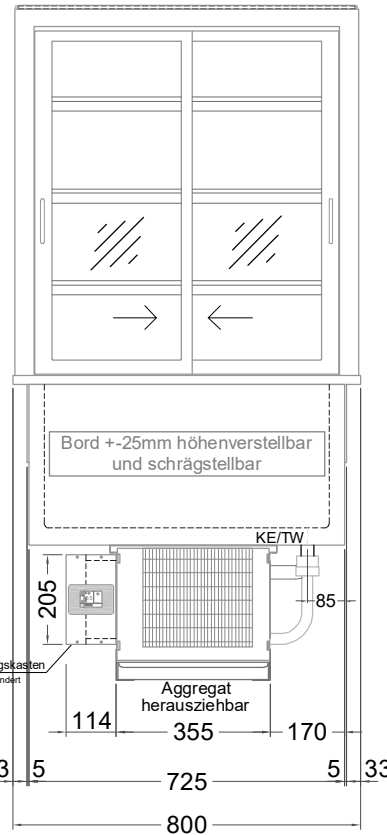 Bord +-25mm höhenverstellbar
und schrägstellbar
KE/TW
205
85
Aggregat
herausziehbar
114
355
170
5
725
5
33
800